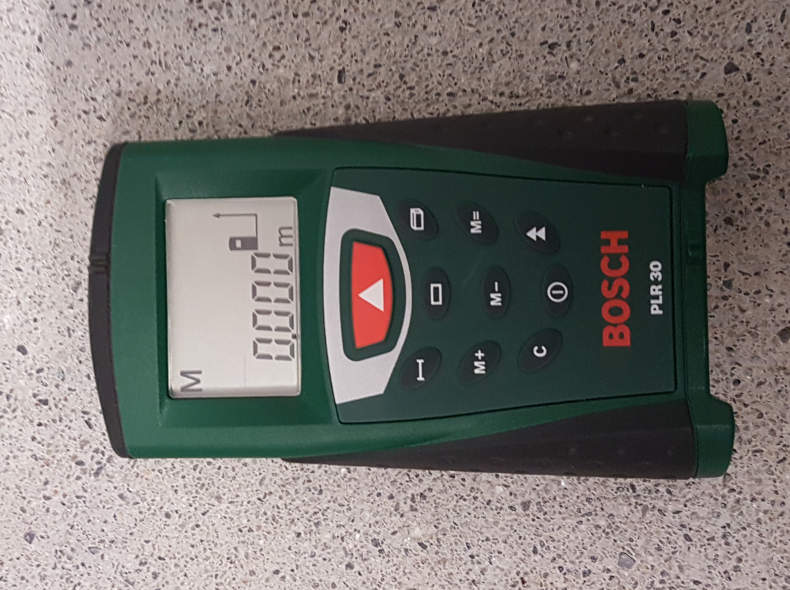 M
0.000 m
M+ M− M=
C
BOSCH
PLR 30